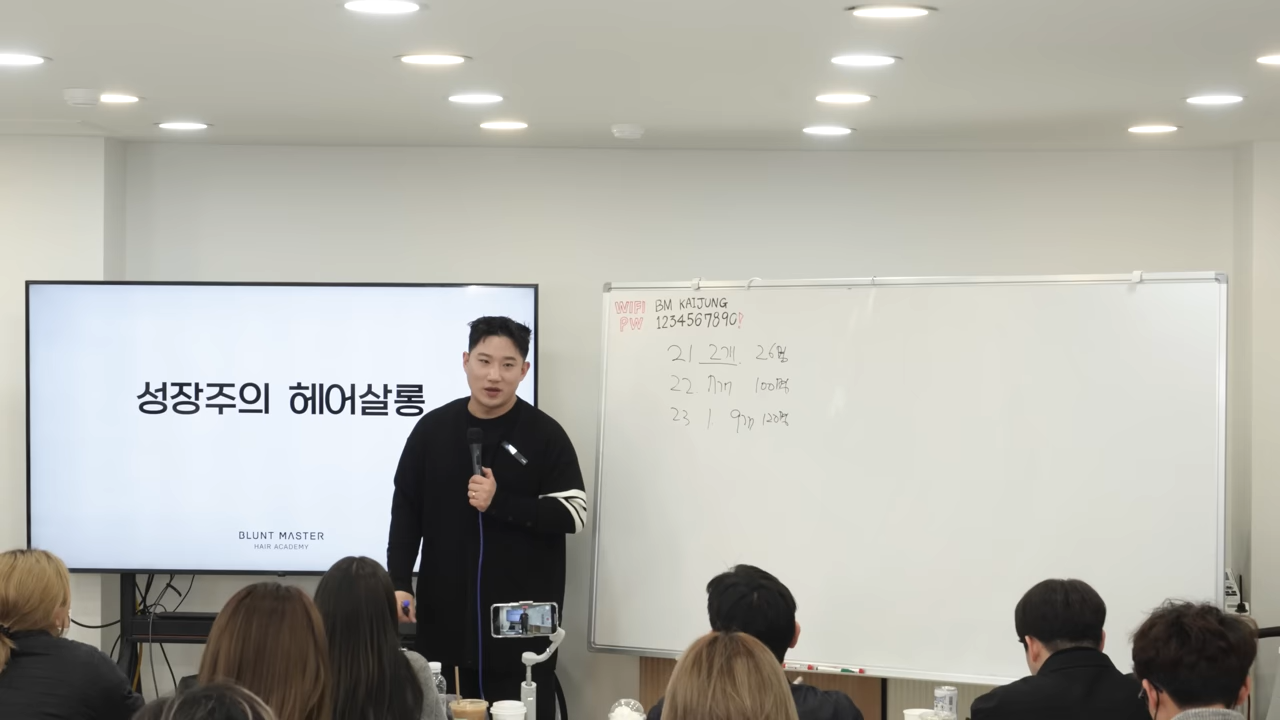 성장주의 헤어살롱
BLUNT MASTER
HAIR ACADEMY
WIFI BM KAIJUNG
PW 1234567890!
21 2개 26명
22 7개 100명
23 1 9개 120명